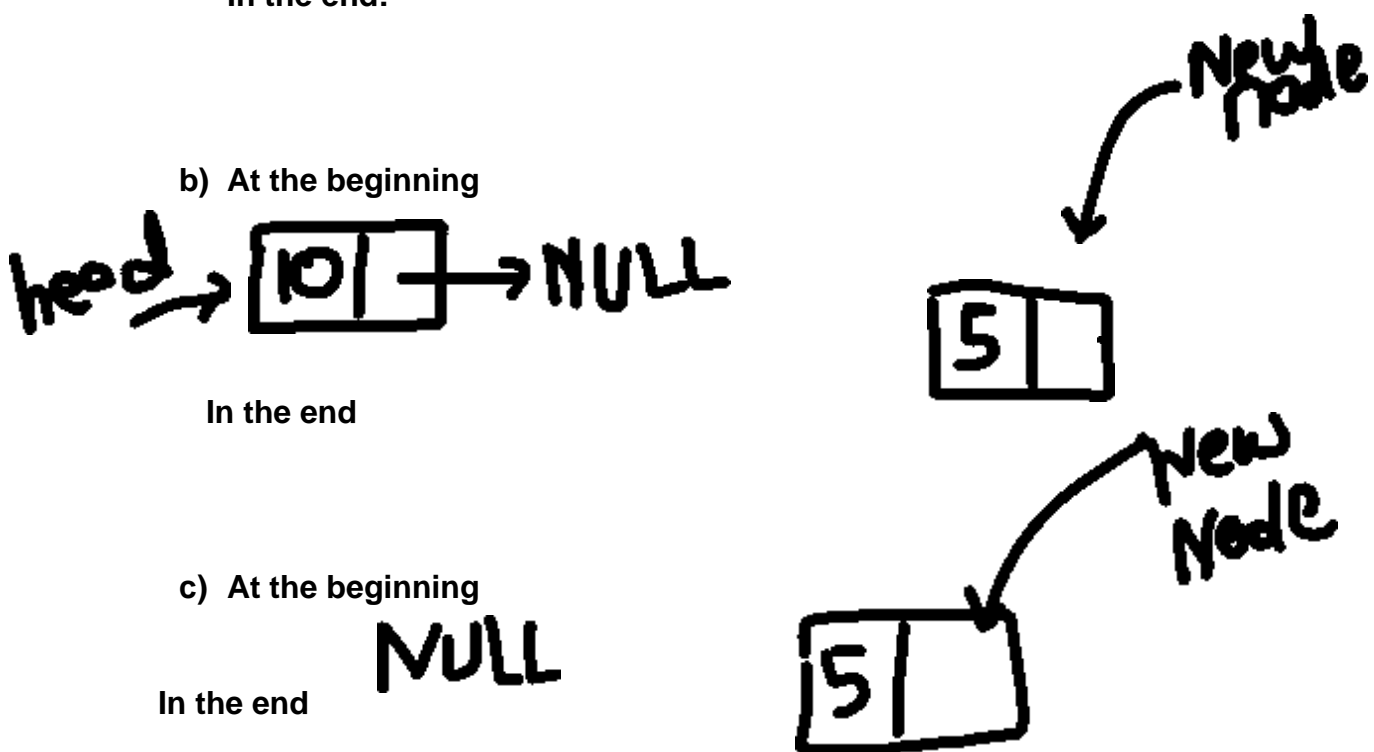 In the end.
New
node
b) At the beginning
head 10 NULL
5
In the end
New
Node
c) At the beginning
NULL
5
In the end